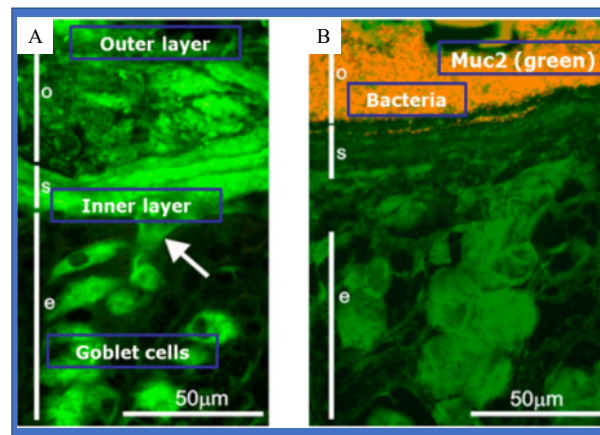 A
Outer layer
o
s
Inner layer
e
Goblet cells
50μm
B
Muc2 (green)
o
Bacteria
s
e
50μm